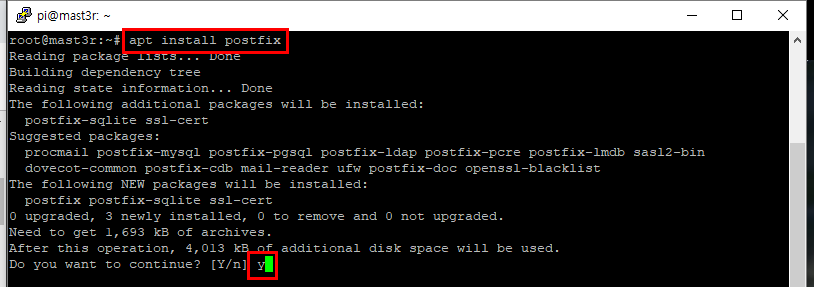 pi@mast3r: ~
root@mast3r:~# apt install postfix
Reading package lists... Done
Building dependency tree
Reading state information... Done
The following additional packages will be installed:
  postfix-sqlite ssl-cert
Suggested packages:
  procmail postfix-mysql postfix-pgsql postfix-ldap postfix-pcre postfix-lmdb sasl2-bin
  dovecot-common postfix-cdb mail-reader ufw postfix-doc openssl-blacklist
The following NEW packages will be installed:
  postfix postfix-sqlite ssl-cert
0 upgraded, 3 newly installed, 0 to remove and 0 not upgraded.
Need to get 1,693 kB of archives.
After this operation, 4,013 kB of additional disk space will be used.
Do you want to continue? [Y/n] y